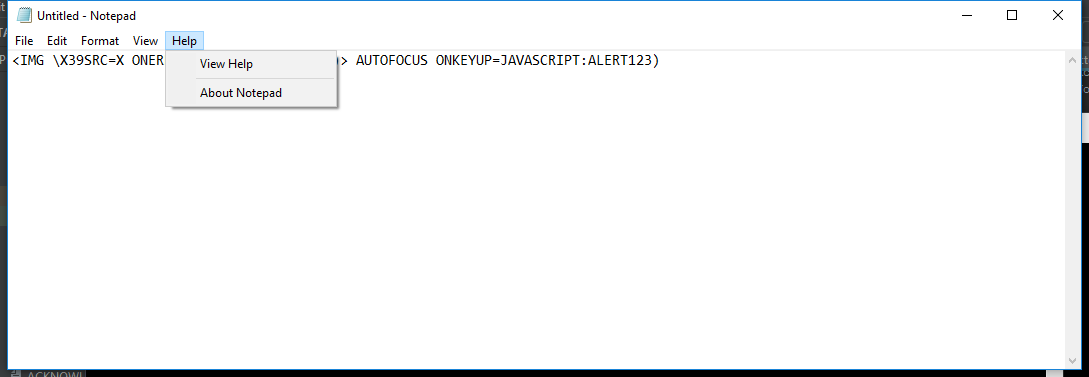 Untitled - Notepad
File Edit Format View Help
<IMG \X39SRC=X ONER > AUTOFOCUS ONKEYUP=JAVASCRIPT:ALERT123)
View Help
About Notepad
ACKNOWL